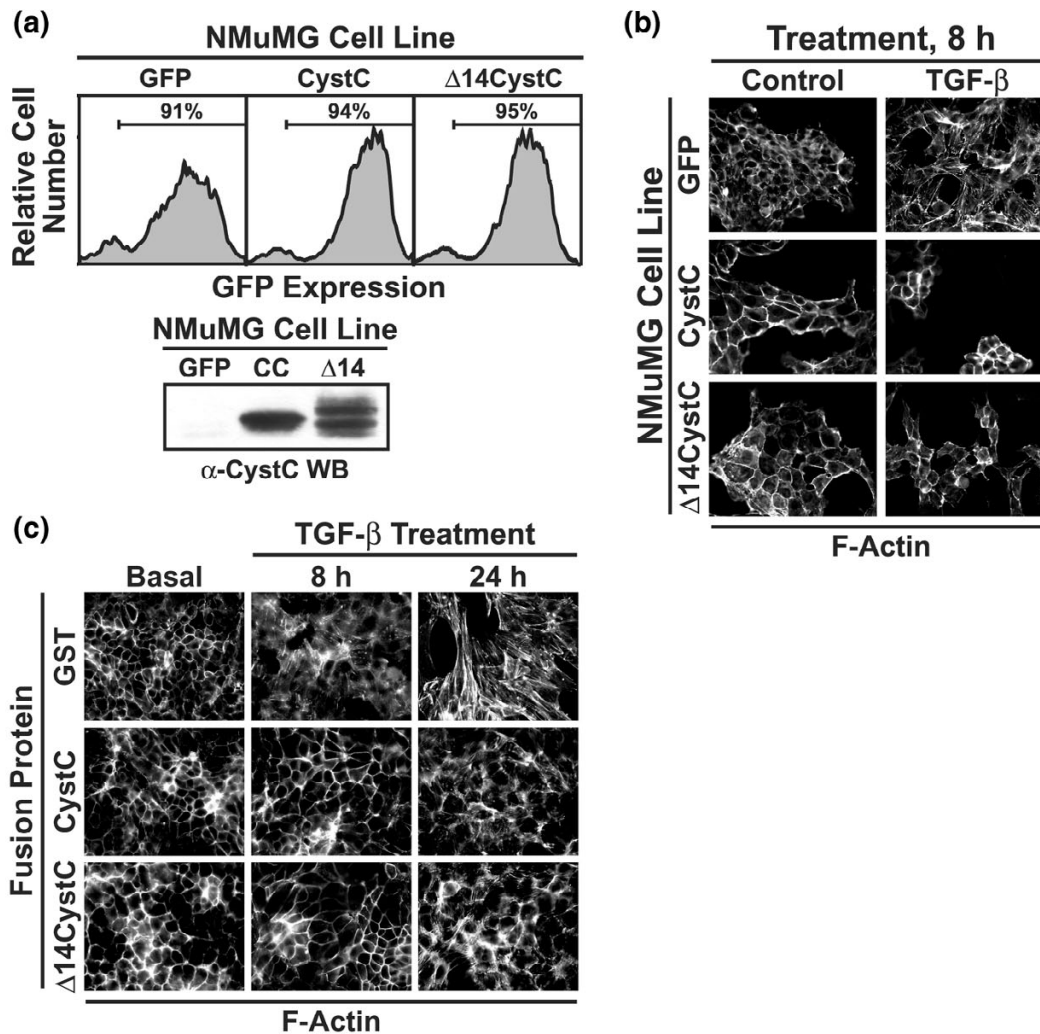 (a)
NMuMG Cell Line
GFP CystC Δ14CystC
91% 94% 95%
Relative Cell
Number
GFP Expression
NMuMG Cell Line
GFP CC Δ14
α-CystC WB
(b)
Treatment, 8 h
Control TGF-β
NMuMG Cell Line
GFP
CystC
Δ14CystC
F-Actin
(c)
TGF-β Treatment
Basal 8 h 24 h
Fusion Protein
GST
CystC
Δ14CystC
F-Actin